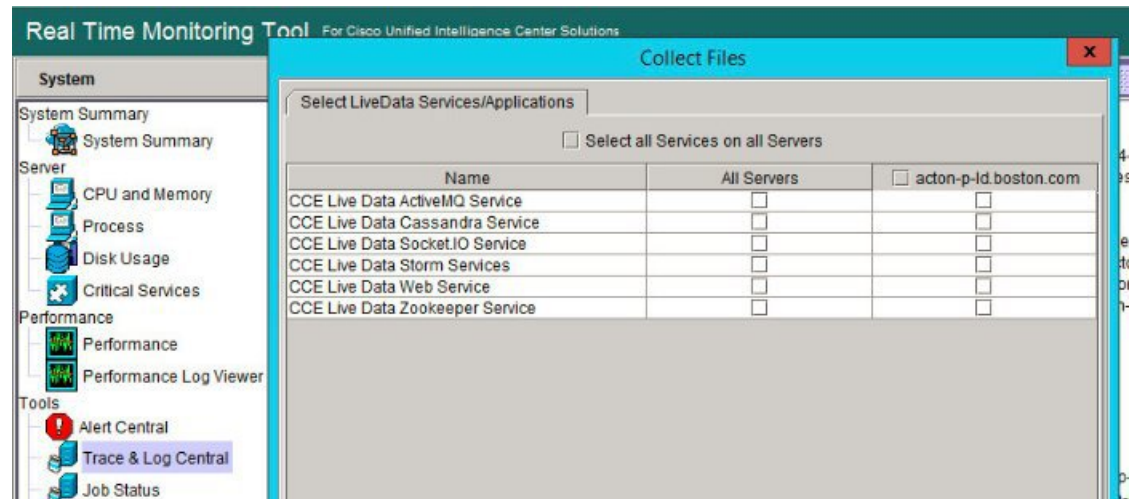 Real Time Monitoring Tool For Cisco Unified Intelligence Center Solutions
System
System Summary
System Summary
Server
CPU and Memory
Process
Disk Usage
Critical Services
Performance
Performance
Performance Log Viewer
Tools
Alert Central
Trace & Log Central
Job Status
Collect Files
x
Select LiveData Services/Applications
Select all Services on all Servers
Name All Servers acton-p-ld.boston.com
CCE Live Data ActiveMQ Service
CCE Live Data Cassandra Service
CCE Live Data Socket.IO Service
CCE Live Data Storm Services
CCE Live Data Web Service
CCE Live Data Zookeeper Service